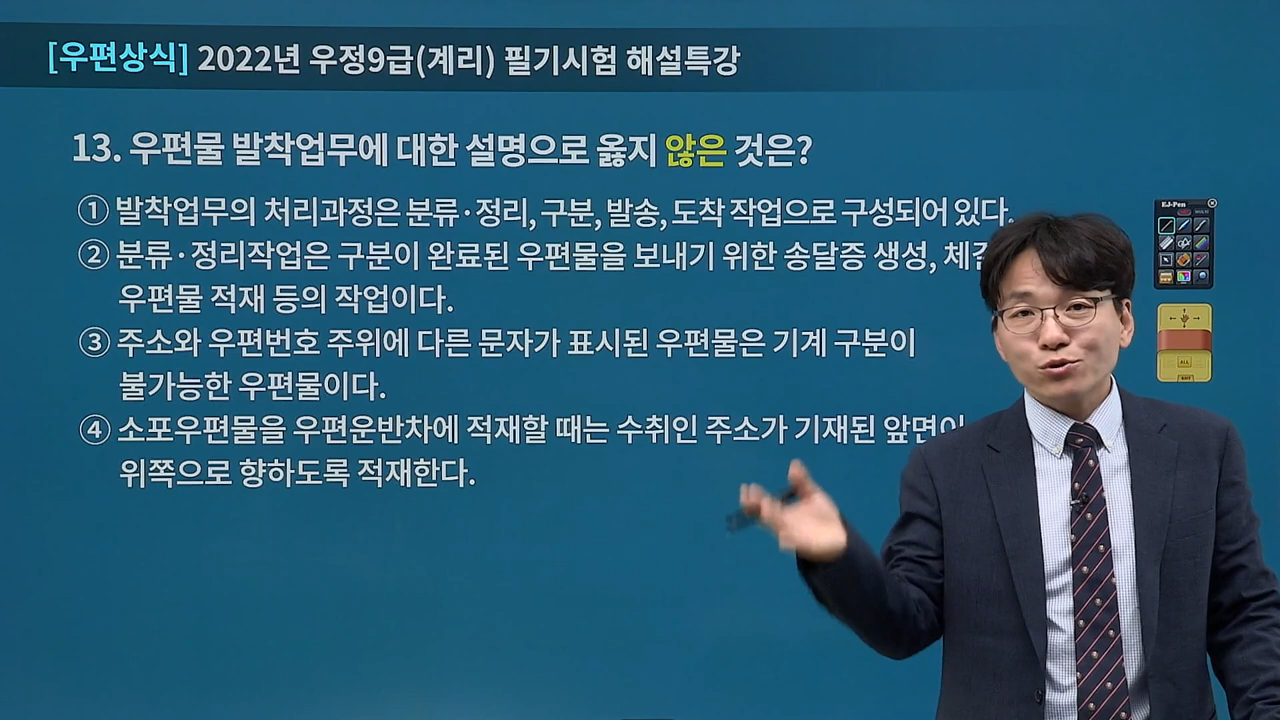 [우편상식] 2022년 우정9급(계리) 필기시험 해설특강
13. 우편물 발착업무에 대한 설명으로 옳지 않은 것은?
① 발착업무의 처리과정은 분류·정리, 구분, 발송, 도착 작업으로 구성되어 있다.
② 분류·정리작업은 구분이 완료된 우편물을 보내기 위한 송달증 생성,
우편물 적재 등의 작업이다.
③ 주소와 우편번호 주위에 다른 문자가 표시된 우편물은 기계 구분이
불가능한 우편물이다.
④ 소포우편물을 우편운반차에 적재할 때는 수취인 주소가 기재된 앞면이
위쪽으로 향하도록 적재한다.
EJ-Pen
ALL